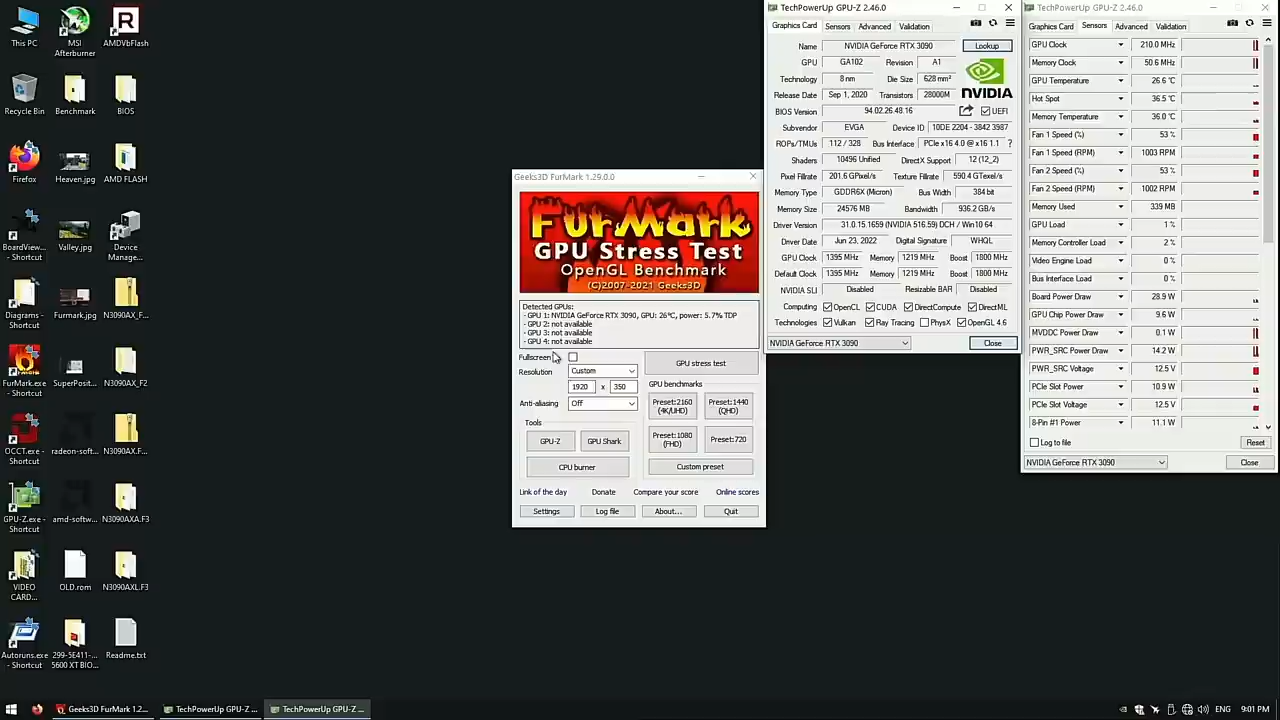 This PC
MSI
Afterburner
AMDVbFlash
Recycle Bin
Benchm...
BIOS
Firefox
Heaven.jpg
AMD FLASH
BoardView...
- Shortcut
Valley.jpg
Device
Manage...
Diagrams -
Shortcut
Furmark.jpg
N3090AX_F...
FurMark.exe
- Shortcut
SuperPosit...
N3090AX_F2
OCCT.exe -
Shortcut
radeon-soft...
N3090AX_F...
GPU-Z.exe -
Shortcut
amd-softw...
N3090AXA.F3
VIDEO
CARD...
OLD.rom
N3090AXL.F3
Autoruns.exe
- Shortcut
299-5E411-...
5600 XT BIO...
Readme.txt
Geeks3D FurMark 1.29.0.0
FurMark
GPU Stress Test
OpenGL Benchmark
(C)2007-2021 Geeks3D
Detected GPUs:
- GPU 1: NVIDIA GeForce RTX 3090, GPU: 26°C, power: 5.7% TDP
- GPU 2: not available
- GPU 3: not available
- GPU 4: not available
Fullscreen
GPU stress test
Resolution Custom
1920 x 350
Anti-aliasing Off
GPU benchmarks
Preset:2160
(4K/UHD)
Preset:1440
(QHD)
Preset:1080
(FHD)
Preset:720
Custom preset
Tools
GPU-Z GPU Shark
CPU burner
Link of the day Donate Compare your score Online scores
Settings Log file About... Quit
TechPowerUp GPU-Z 2.46.0
Graphics Card Sensors Advanced Validation
Name NVIDIA GeForce RTX 3090 Lookup
GPU GA102 Revision A1
NVIDIA
Technology 8 nm Die Size 628 mm²
Release Date Sep 1, 2020 Transistors 28000M
BIOS Version 94.02.26.48.16 UEFI
Subvendor EVGA Device ID 10DE 2204 - 3842 3987
ROPs/TMUs 112 / 328 Bus Interface PCIe x16 4.0 @ x16 1.1 ?
Shaders 10496 Unified DirectX Support 12 (12_2)
Pixel Fillrate 201.6 GPixel/s Texture Fillrate 590.4 GTexel/s
Memory Type GDDR6X (Micron) Bus Width 384 bit
Memory Size 24576 MB Bandwidth 936.2 GB/s
Driver Version 31.0.15.1659 (NVIDIA 516.59) DCH / Win10 64
Driver Date Jun 23, 2022 Digital Signature WHQL
GPU Clock 1395 MHz Memory 1219 MHz Boost 1800 MHz
Default Clock 1395 MHz Memory 1219 MHz Boost 1800 MHz
NVIDIA SLI Disabled Resizable BAR Disabled
Computing OpenCL CUDA DirectCompute DirectML
Technologies Vulkan Ray Tracing PhysX OpenGL 4.6
NVIDIA GeForce RTX 3090 Close
TechPowerUp GPU-Z 2.46.0
Graphics Card Sensors Advanced Validation
GPU Clock 210.0 MHz
Memory Clock 50.6 MHz
GPU Temperature 26.6 °C
Hot Spot 36.5 °C
Memory Temperature 36.0 °C
Fan 1 Speed (%) 53 %
Fan 1 Speed (RPM) 1003 RPM
Fan 2 Speed (%) 53 %
Fan 2 Speed (RPM) 1002 RPM
Memory Used 339 MB
GPU Load 1 %
Memory Controller Load 2 %
Video Engine Load 0 %
Bus Interface Load 0 %
Board Power Draw 28.9 W
GPU Chip Power Draw 9.6 W
MVDDC Power Draw 0.1 W
PWR_SRC Power Draw 14.2 W
PWR_SRC Voltage 12.5 V
PCIe Slot Power 10.9 W
PCIe Slot Voltage 12.5 V
8-Pin #1 Power 11.1 W
Log to file Reset
NVIDIA GeForce RTX 3090 Close
Geeks3D FurMark 1.2... TechPowerUp GPU-Z ... TechPowerUp GPU-Z ... ENG 9:01 PM